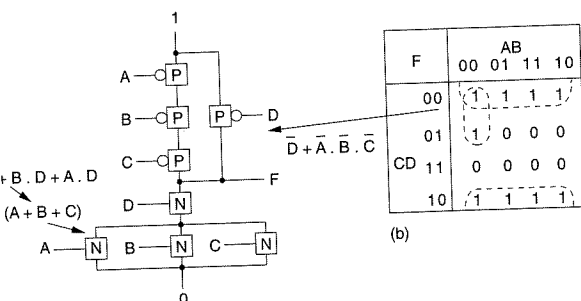 1
A P
B P
P D
C P
F
D N
+ B . D + A . D
(A + B + C)
A N
B N
C N
0
D̅ + A̅ . B̅ . C̅
F AB
00 01 11 10
00 1 1 1 1
01 1 0 0 0
CD 11 0 0 0 0
10 1 1 1 1
(b)